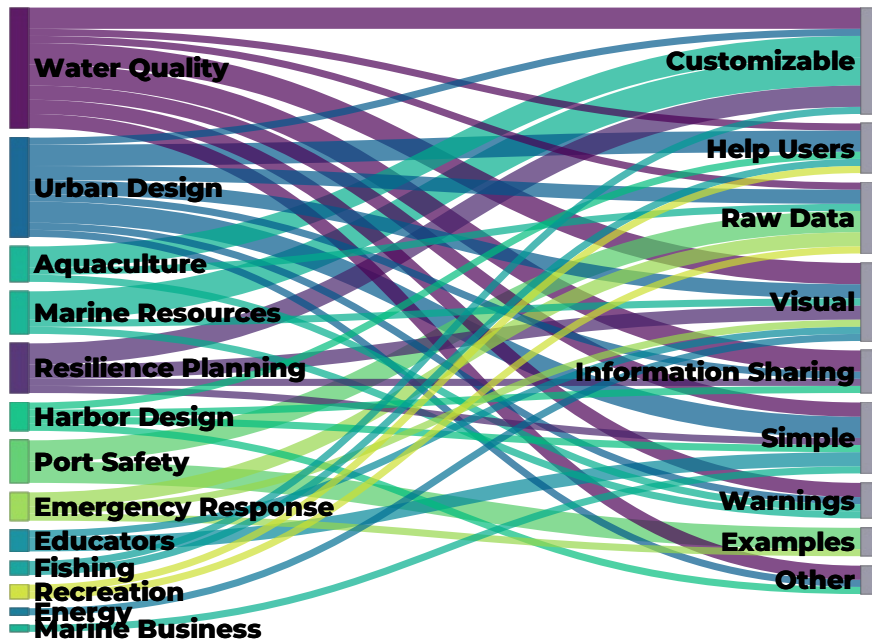 Water Quality
Urban Design
Aquaculture
Marine Resources
Resilience Planning
Harbor Design
Port Safety
Emergency Response
Educators
Fishing
Recreation
Energy
Marine Business
Customizable
Help Users
Raw Data
Visual
Information Sharing
Simple
Warnings
Examples
Other